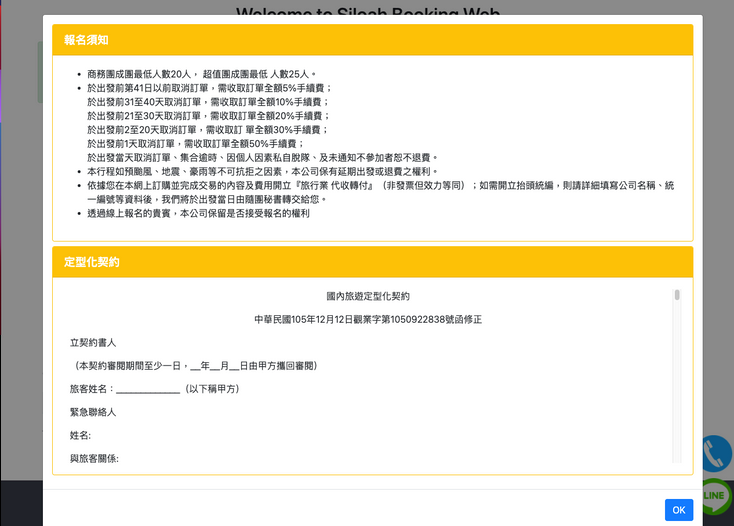 Welcome to Siloah Booking Web
報名須知
商務團成團最低人數20人， 超值團成團最低 人數25人。
於出發前第41日以前取消訂單，需收取訂單全額5%手續費；
於出發前31至40天取消訂單，需收取訂單全額10%手續費；
於出發前21至30天取消訂單，需收取訂單全額20%手續費；
於出發前2至20天取消訂單，需收取訂 單全額30%手續費；
於出發前1天取消訂單，需收取訂單全額50%手續費；
於出發當天取消訂單、集合逾時、因個人因素私自脫隊、及未通知不參加者恕不退費。
本行程如預颱風、地震、豪雨等不可抗拒之因素，本公司保有延期出發或退費之權利。
依據您在本網上訂購並完成交易的內容及費用開立『旅行業 代收轉付』（非發票但效力等同）；如需開立抬頭統編，則請詳細填寫公司名稱、統
一編號等資料後，我們將於出發當日由隨團秘書轉交給您。
透過線上報名的貴賓，本公司保留是否接受報名的權利
定型化契約
國內旅遊定型化契約
中華民國105年12月12日觀業字第1050922838號函修正
立契約書人
（本契約審閱期間至少一日，__年__月__日由甲方攜回審閱）
旅客姓名：______________（以下稱甲方）
緊急聯絡人
姓名:
與旅客關係:
LINE
OK